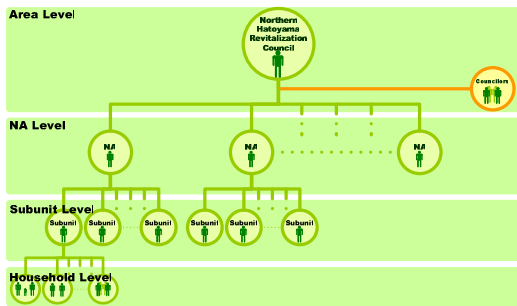 Area Level
Northern
Hatoyama
Revitalization
Council
Councilors
NA Level
NA
NA
NA
Subunit Level
Subunit
Subunit
Subunit
Subunit
Subunit
Subunit
Household Level